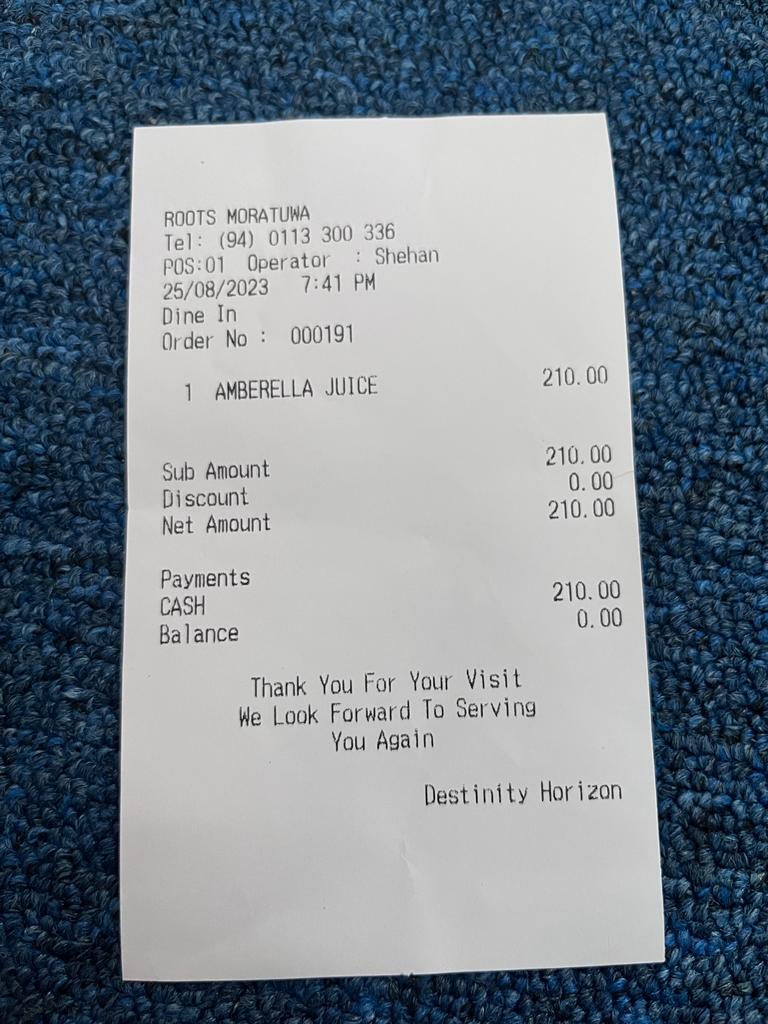 ROOTS MORATUWA
Tel: (94) 0113 300 336
POS:01 Operator : Shehan
25/08/2023 7:41 PM
Dine In
Order No : 000191
1 AMBERELLA JUICE 210.00
Sub Amount 210.00
Discount 0.00
Net Amount 210.00
Payments
CASH 210.00
Balance 0.00
Thank You For Your Visit
We Look Forward To Serving
You Again
Destinity Horizon